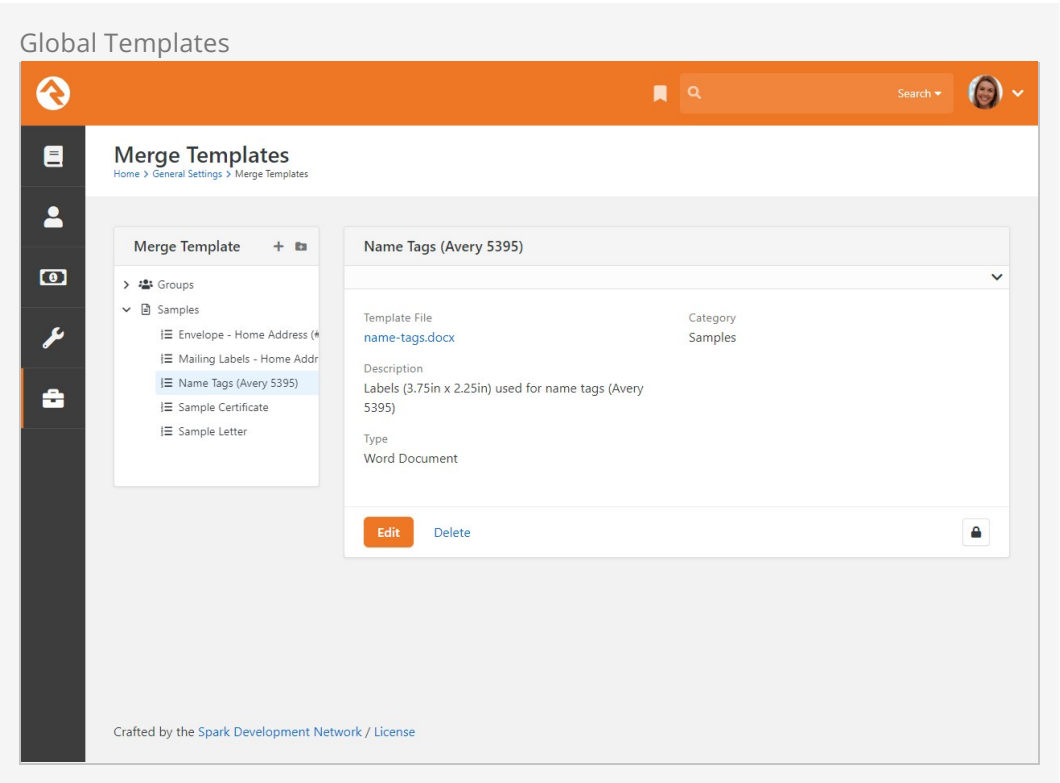 Global Templates
Search
Merge Templates
Home > General Settings > Merge Templates
Merge Template
Name Tags (Avery 5395)
Groups
Samples
Envelope - Home Address (#
Mailing Labels - Home Addr
Name Tags (Avery 5395)
Sample Certificate
Sample Letter
Template File
name-tags.docx
Category
Samples
Description
Labels (3.75in x 2.25in) used for name tags (Avery
5395)
Type
Word Document
Edit
Delete
Crafted by the Spark Development Network / License